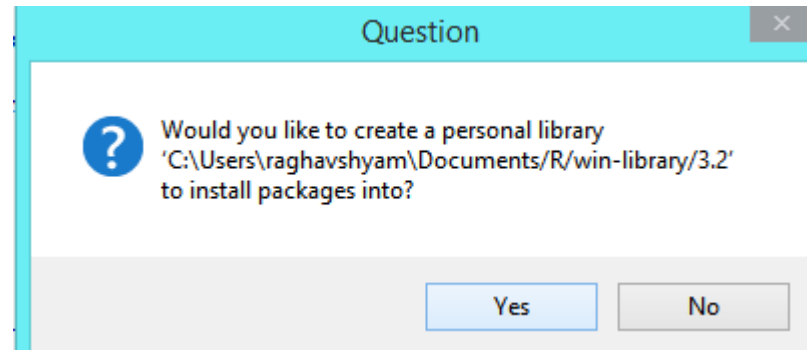 Question
Would you like to create a personal library
‘C:\Users\raghavshyam\Documents/R/win-library/3.2’
to install packages into?
Yes
No